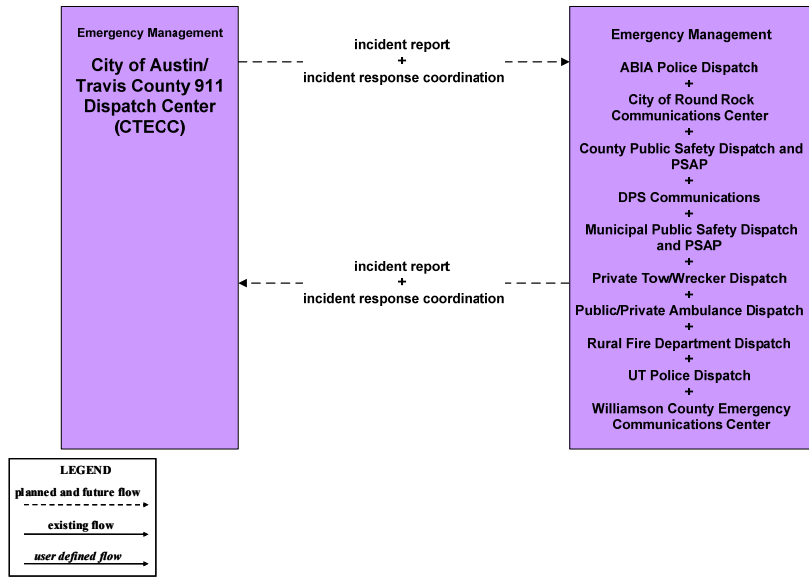 Emergency Management
City of Austin/
Travis County 911
Dispatch Center
(CTECC)
incident report
+
incident response coordination
incident report
+
incident response coordination
Emergency Management
ABIA Police Dispatch
+
City of Round Rock
Communications Center
+
County Public Safety Dispatch and
PSAP
+
DPS Communications
+
Municipal Public Safety Dispatch
and PSAP
+
Private Tow/Wrecker Dispatch
+
Public/Private Ambulance Dispatch
+
Rural Fire Department Dispatch
+
UT Police Dispatch
+
Williamson County Emergency
Communications Center
LEGEND
planned and future flow
existing flow
user defined flow